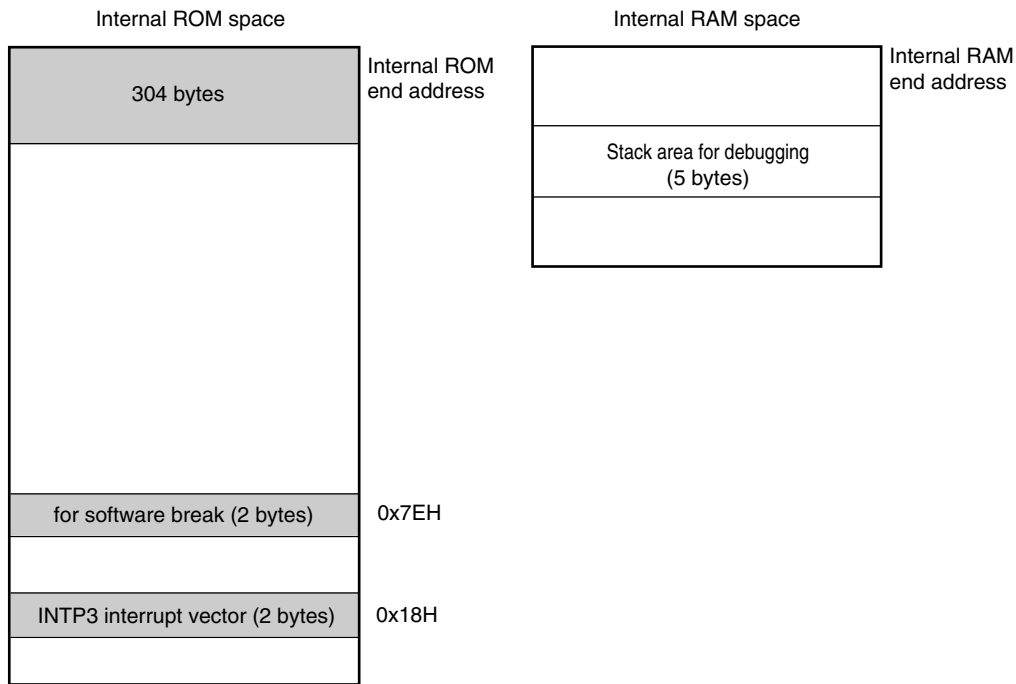 Internal ROM space
304 bytes
Internal ROM
end address
for software break (2 bytes)
0x7EH
INTP3 interrupt vector (2 bytes)
0x18H
Internal RAM space
Internal RAM
end address
Stack area for debugging
(5 bytes)